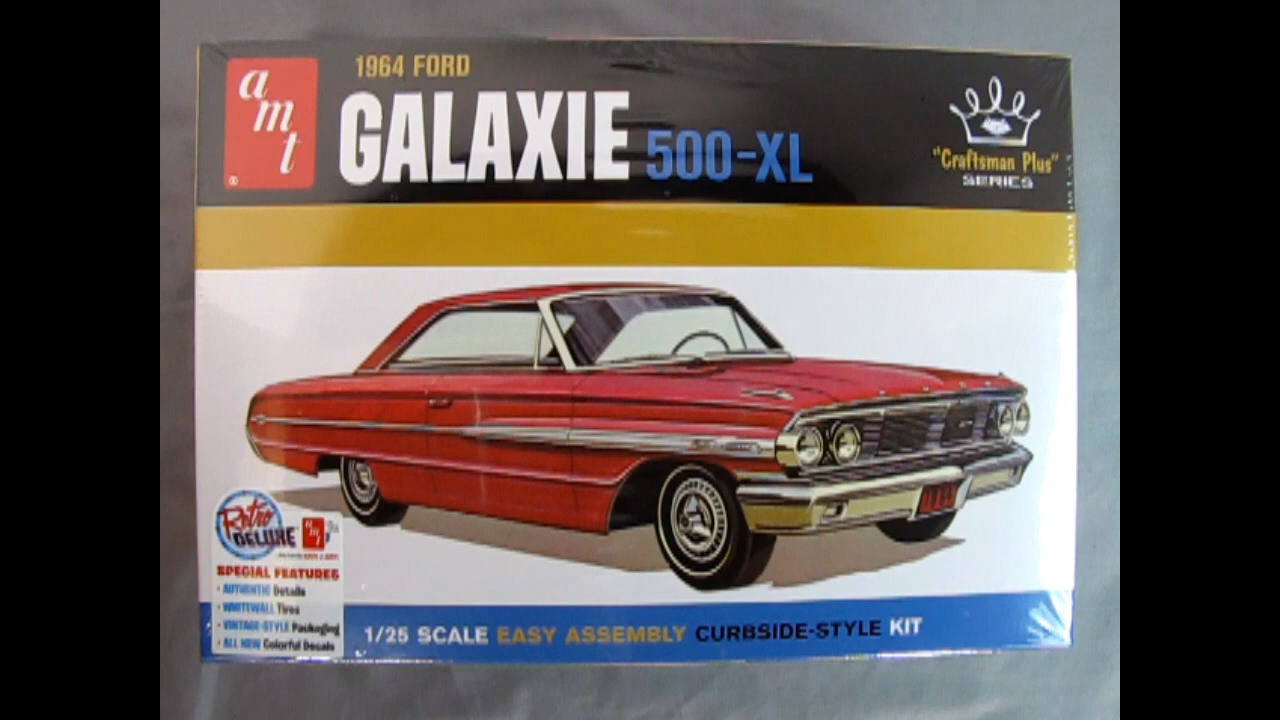 amt
®
1964 FORD
GALAXIE 500-XL
"Craftsman Plus"
SERIES
Retro
DELUXE
amt
SPECIAL FEATURES
• AUTHENTIC Details
• WHITEWALL Tires
• VINTAGE-STYLE Packaging
• ALL NEW Colorful Decals
1/25 SCALE EASY ASSEMBLY CURBSIDE-STYLE KIT